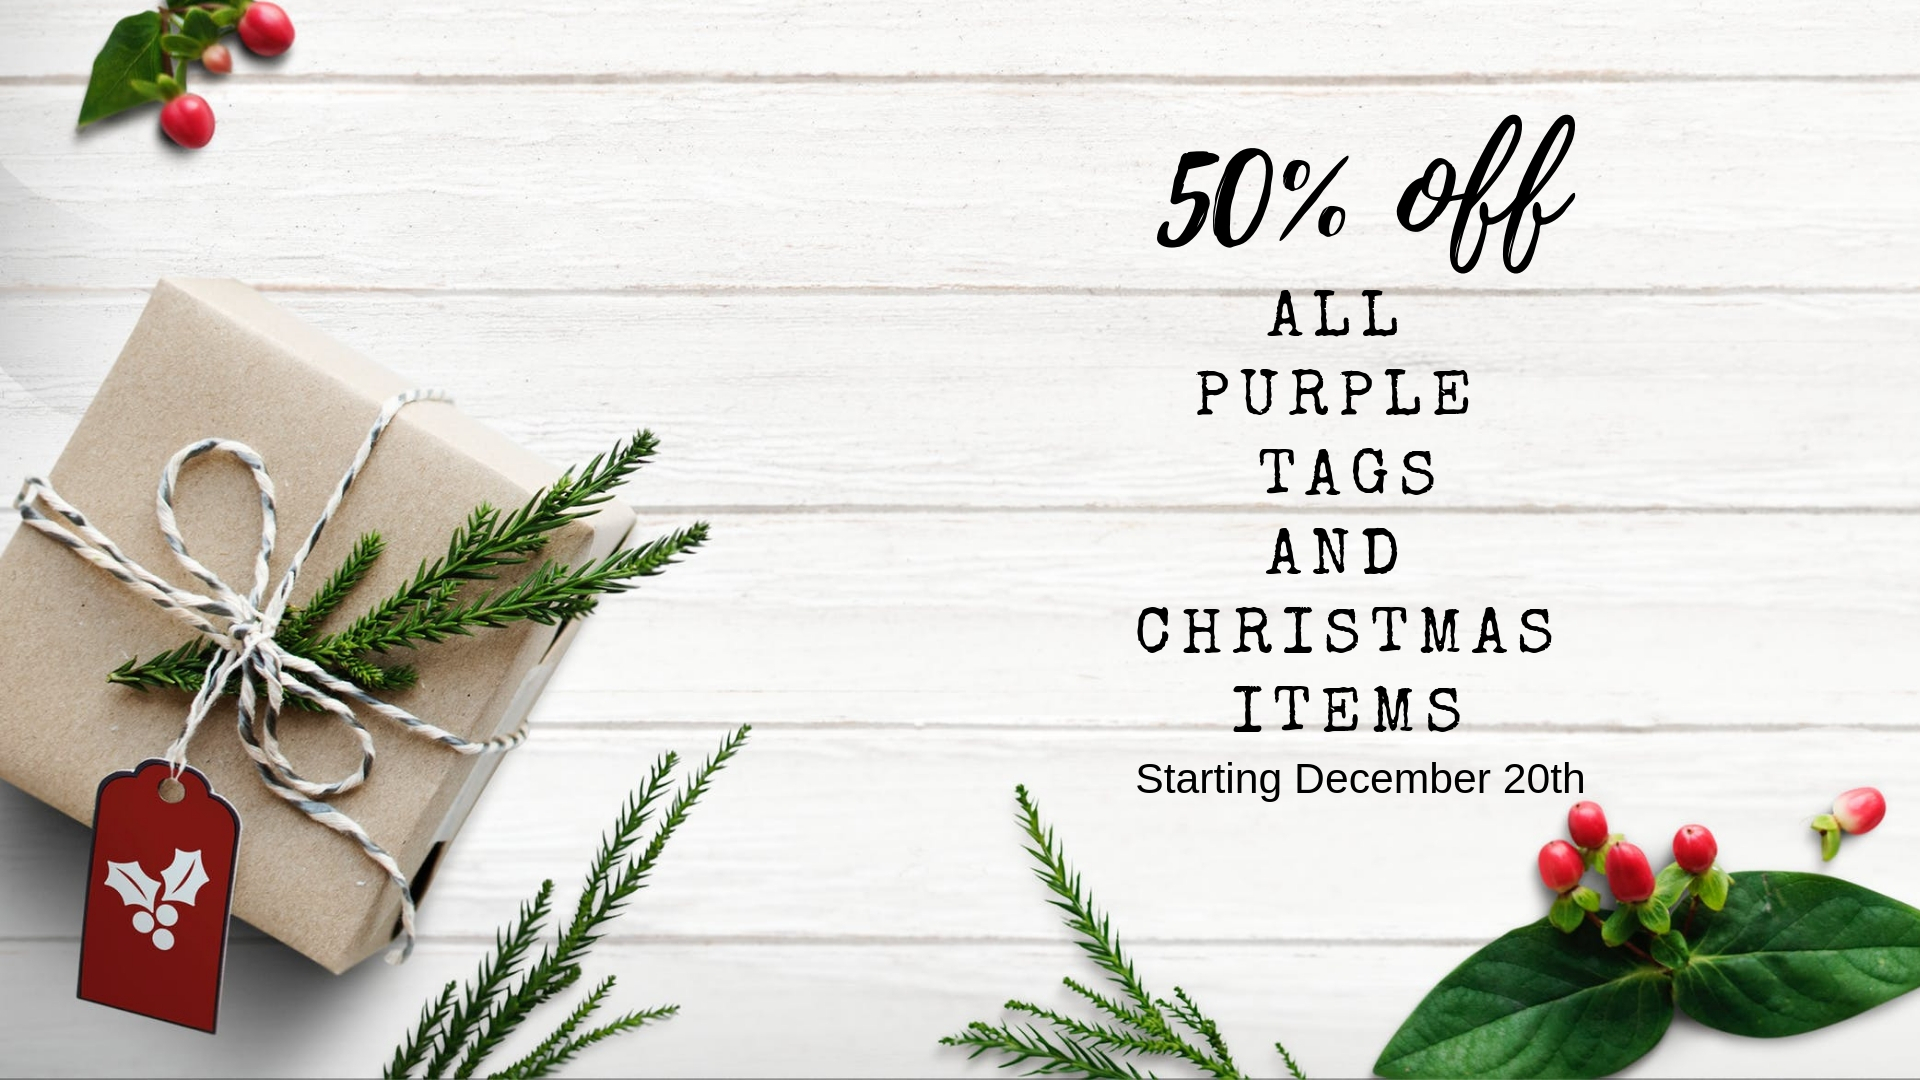 50% off
ALL
PURPLE
TAGS
AND
CHRISTMAS
ITEMS
Starting December 20th